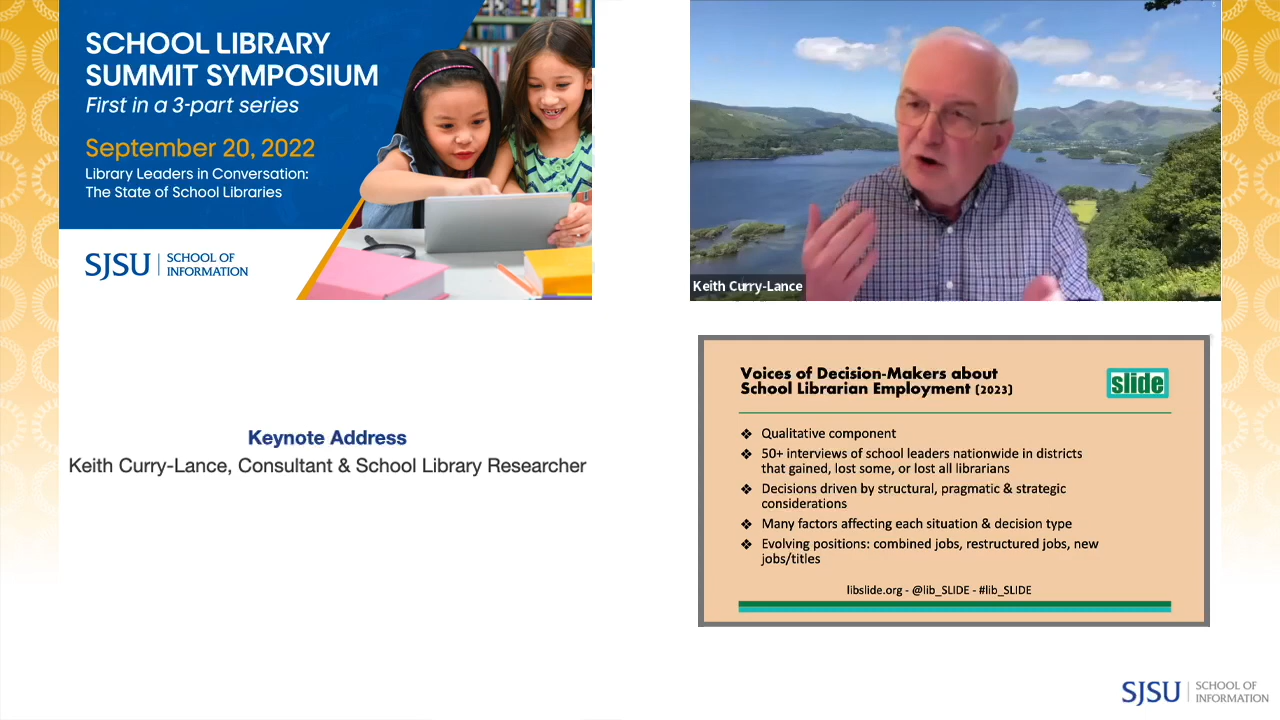 SCHOOL LIBRARY
SUMMIT SYMPOSIUM
First in a 3-part series
September 20, 2022
Library Leaders in Conversation:
The State of School Libraries
SJSU | SCHOOL OF
INFORMATION
Keith Curry-Lance
Keynote Address
Keith Curry-Lance, Consultant & School Library Researcher
Voices of Decision-Makers about
School Librarian Employment (2023)
slide
❖ Qualitative component
❖ 50+ interviews of school leaders nationwide in districts
that gained, lost some, or lost all librarians
❖ Decisions driven by structural, pragmatic & strategic
considerations
❖ Many factors affecting each situation & decision type
❖ Evolving positions: combined jobs, restructured jobs, new
jobs/titles
libslide.org - @lib_SLIDE - #lib_SLIDE
SJSU | SCHOOL OF
INFORMATION